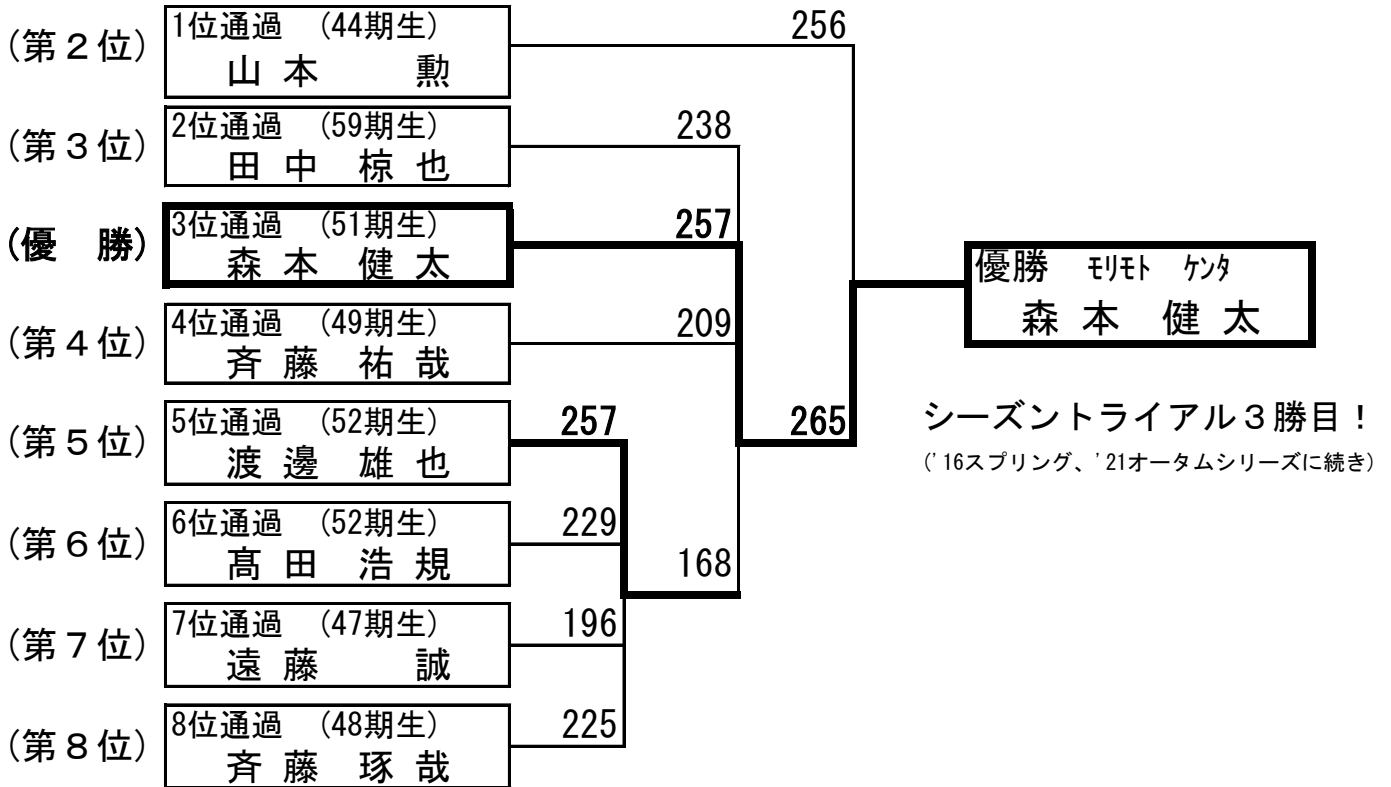 (第２位)
1位通過 (44期生)
山本 勲
256
(第３位)
2位通過 (59期生)
田中 椋也
238
(優 勝)
3位通過 (51期生)
森本 健太
257
優勝 ﾓﾘﾓﾄ ｹﾝﾀ
森本 健太
(第４位)
4位通過 (49期生)
斉藤 祐哉
209
(第５位)
5位通過 (52期生)
渡邊 雄也
257
265
シーズントライアル３勝目！
('16スプリング、'21オータムシリーズに続き)
(第６位)
6位通過 (52期生)
髙田 浩規
229
168
(第７位)
7位通過 (47期生)
遠藤 誠
196
(第８位)
8位通過 (48期生)
斉藤 琢哉
225